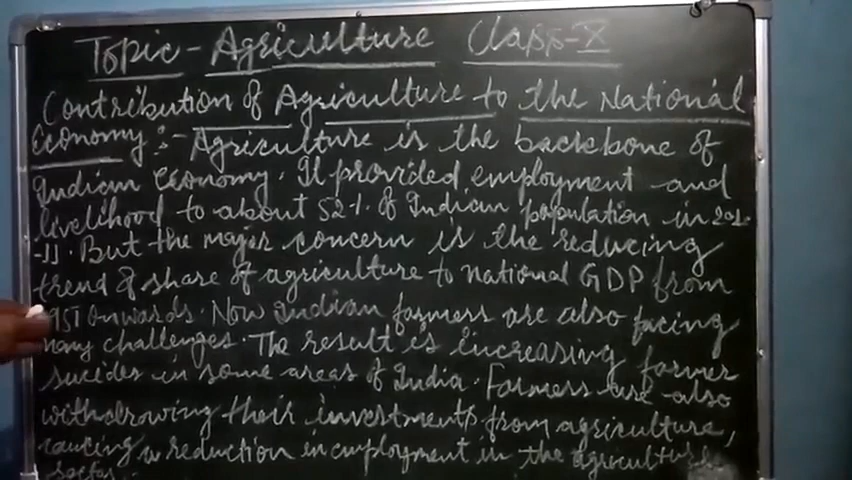 Topic - Agriculture Class-X
Contribution of Agriculture to the National
Economy :- Agriculture is the backbone of
Indian economy. It provided employment and
livelihood to about 52%. of Indian population in 2010
-11. But the major concern is the reducing
trend of share of agriculture to national GDP from
1951 onwards. Now Indian farmers are also facing
many challenges. The result is increasing farmer
sucides in some areas of India. Farmers are also
withdrowing their investments from agriculture,
causing a reduction in employment in the agriculture
sector.